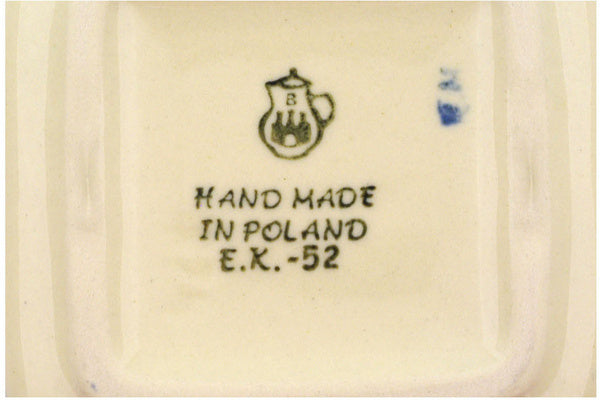 B
HAND MADE
IN POLAND
E.K.-52